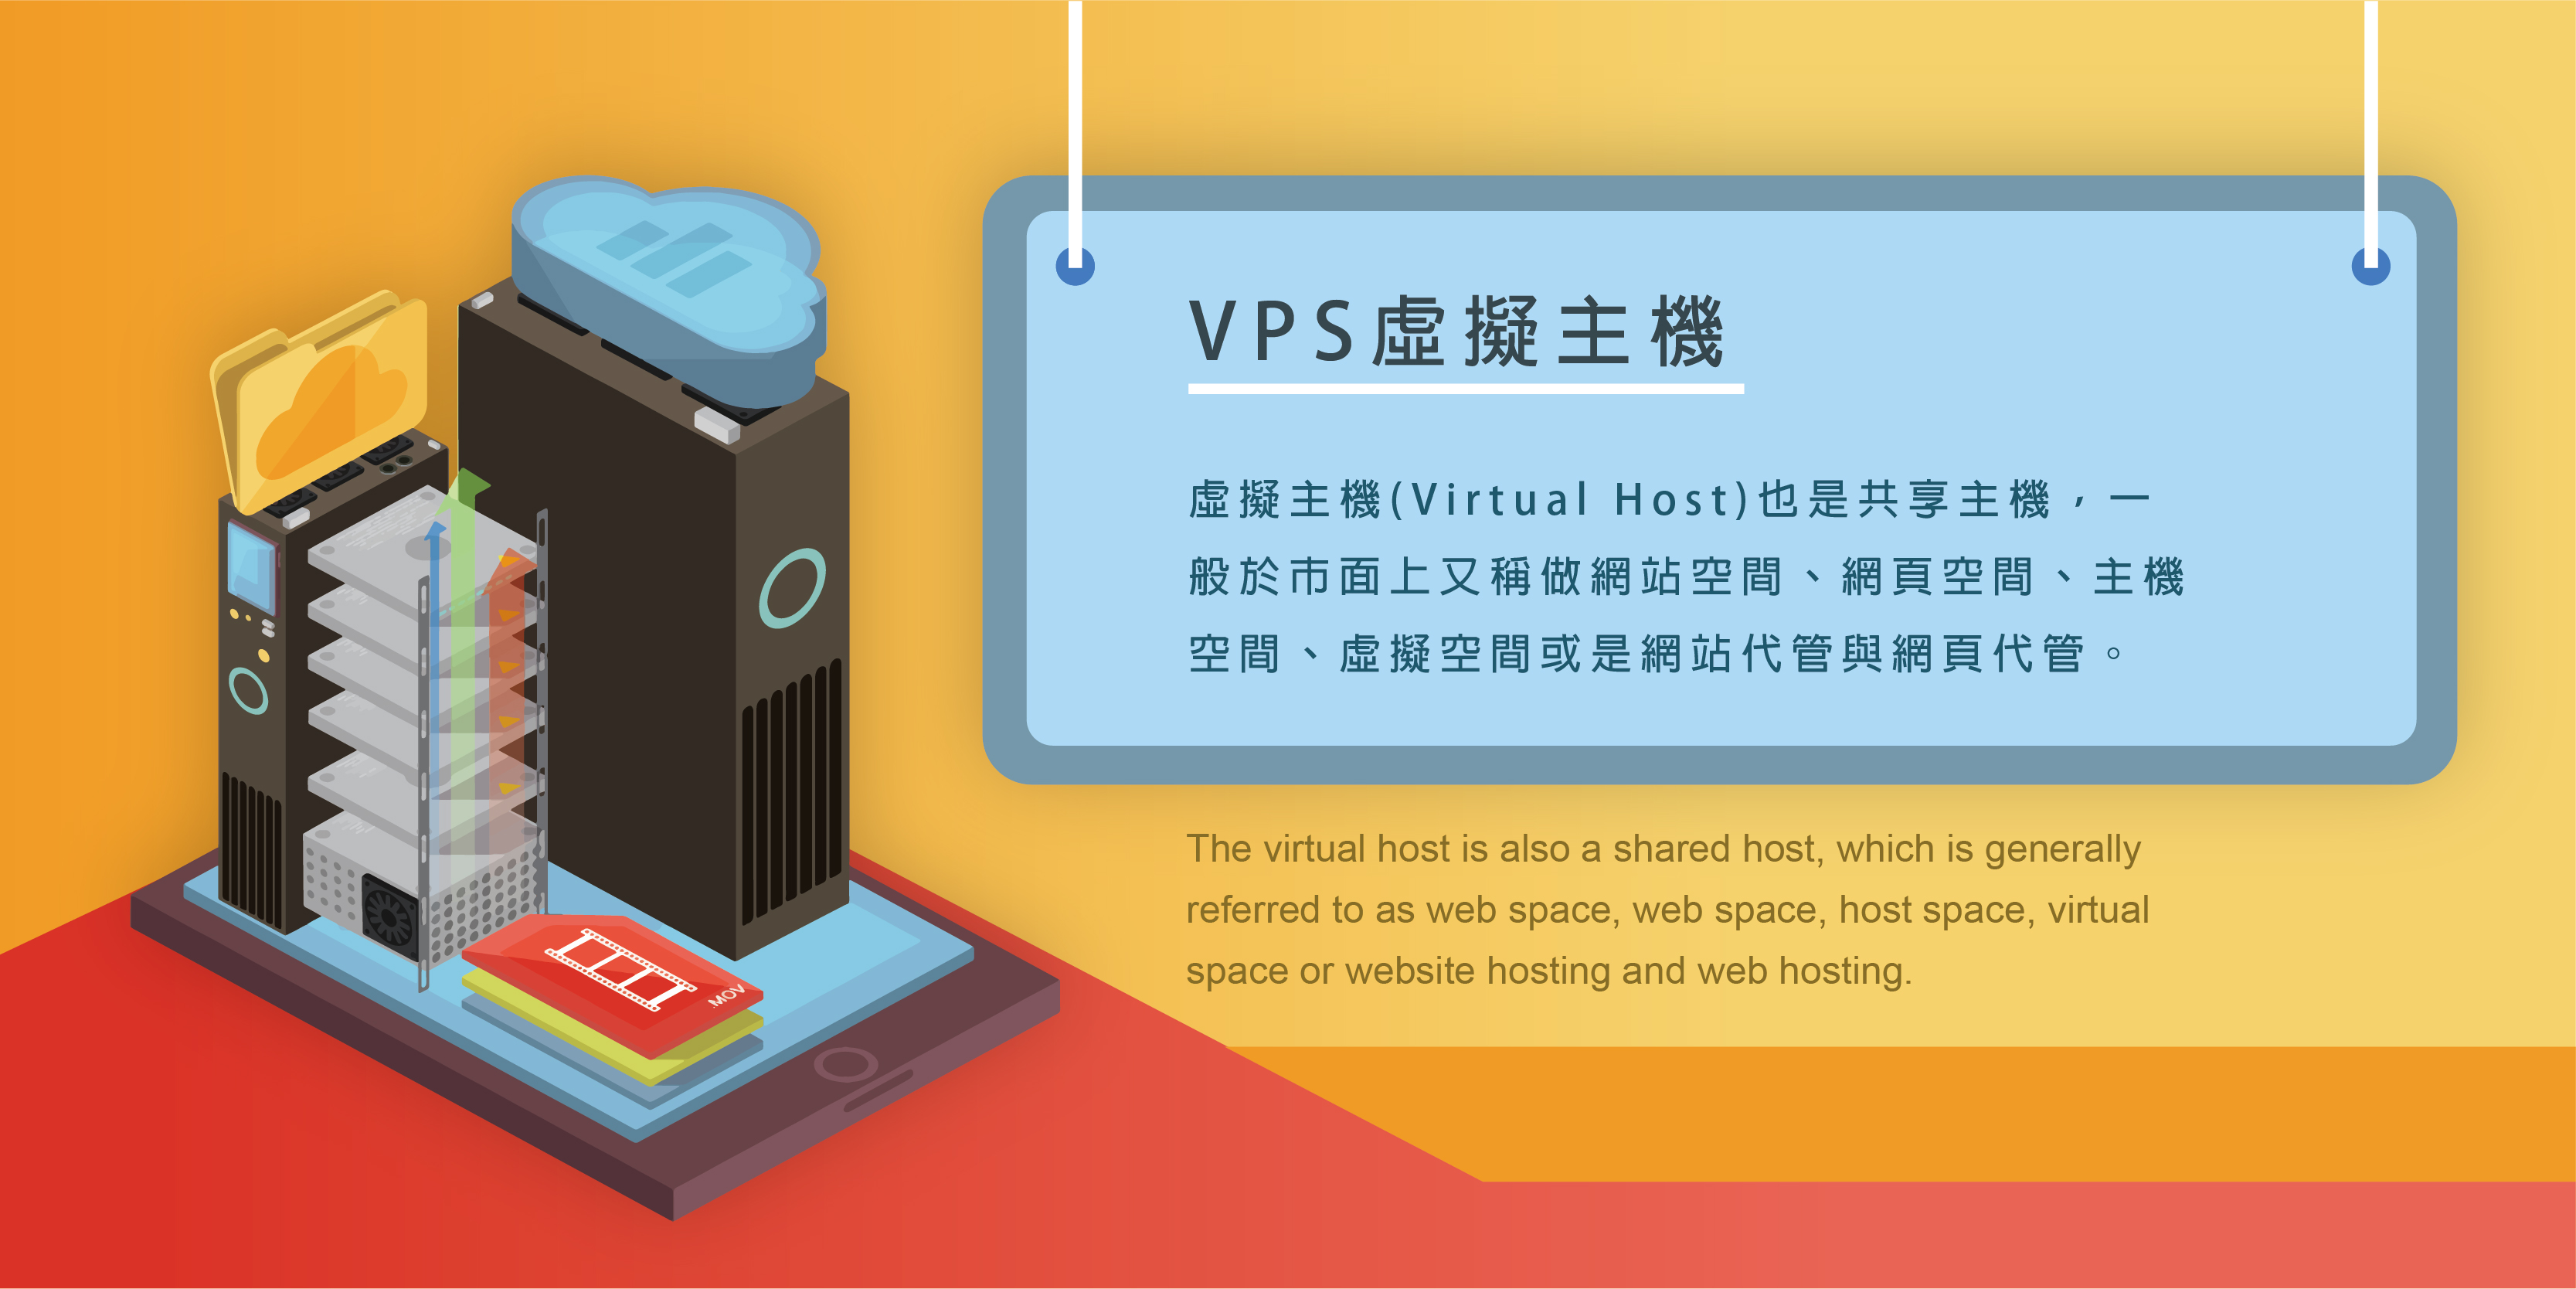 VPS虛擬主機
虛擬主機(Virtual Host)也是共享主機，一
般於市面上又稱做網站空間、網頁空間、主機
空間、虛擬空間或是網站代管與網頁代管。
The virtual host is also a shared host, which is generally
referred to as web space, web space, host space, virtual
space or website hosting and web hosting.
.MOV